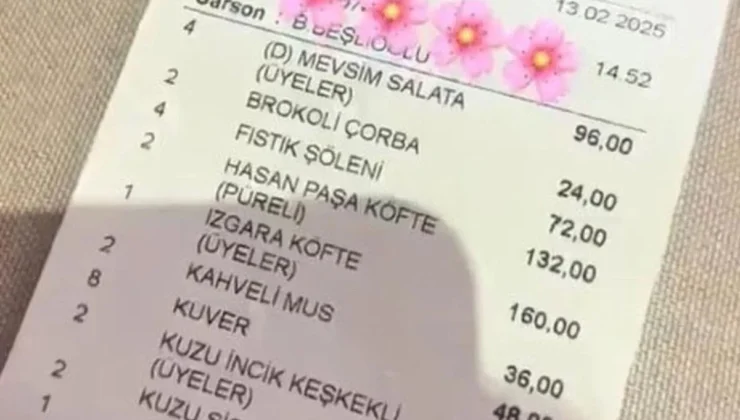 13.02 2025
Garson :
14.52
4 (D) MEVSİM SALATA 96,00
(ÜYELER)
2 BROKOLİ ÇORBA 24,00
4 FISTIK ŞÖLENİ 72,00
2 HASAN PAŞA KÖFTE 132,00
(PÜRELİ)
1 IZGARA KÖFTE 160,00
(ÜYELER)
2 KAHVELİ MUS 36,00
8 KUVER
2 KUZU İNCİK KEŞKEKLİ
(ÜYELER)
2 KUZU
1